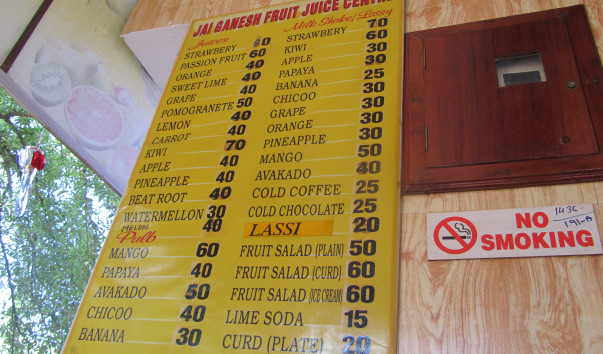 JAI GANESH FRUIT JUICE CENTRE
Juices
STRAWBERY
PASSION FRUIT 60
ORANGE 40
SWEET LIME 40
GRAPE 40
POMOGRANETE 50
LEMON 40
CARROT 40
KIWI 70
APPLE 40
PINEAPPLE 40
BEAT ROOT 40
WATERMELON 30
MELON
Pulb
MANGO 60
PAPAYA 40
AVAKADO 50
CHICOO 40
BANANA 30
Milk Shake/Lassy
STRAWBERY 70
KIWI 60
APPLE 30
PAPAYA 30
BANANA 25
CHICOO 30
GRAPE 30
ORANGE 30
PINEAPPLE 30
MANGO 50
AVAKADO 40
COLD COFFEE 25
COLD CHOCOLATE 25
LASSI 20
FRUIT SALAD (PLAIN) 50
FRUIT SALAD (CURD) 60
FRUIT SALAD (ICE CREAM) 60
LIME SODA 15
CURD (PLATE) 20
NO
SMOKING
1436